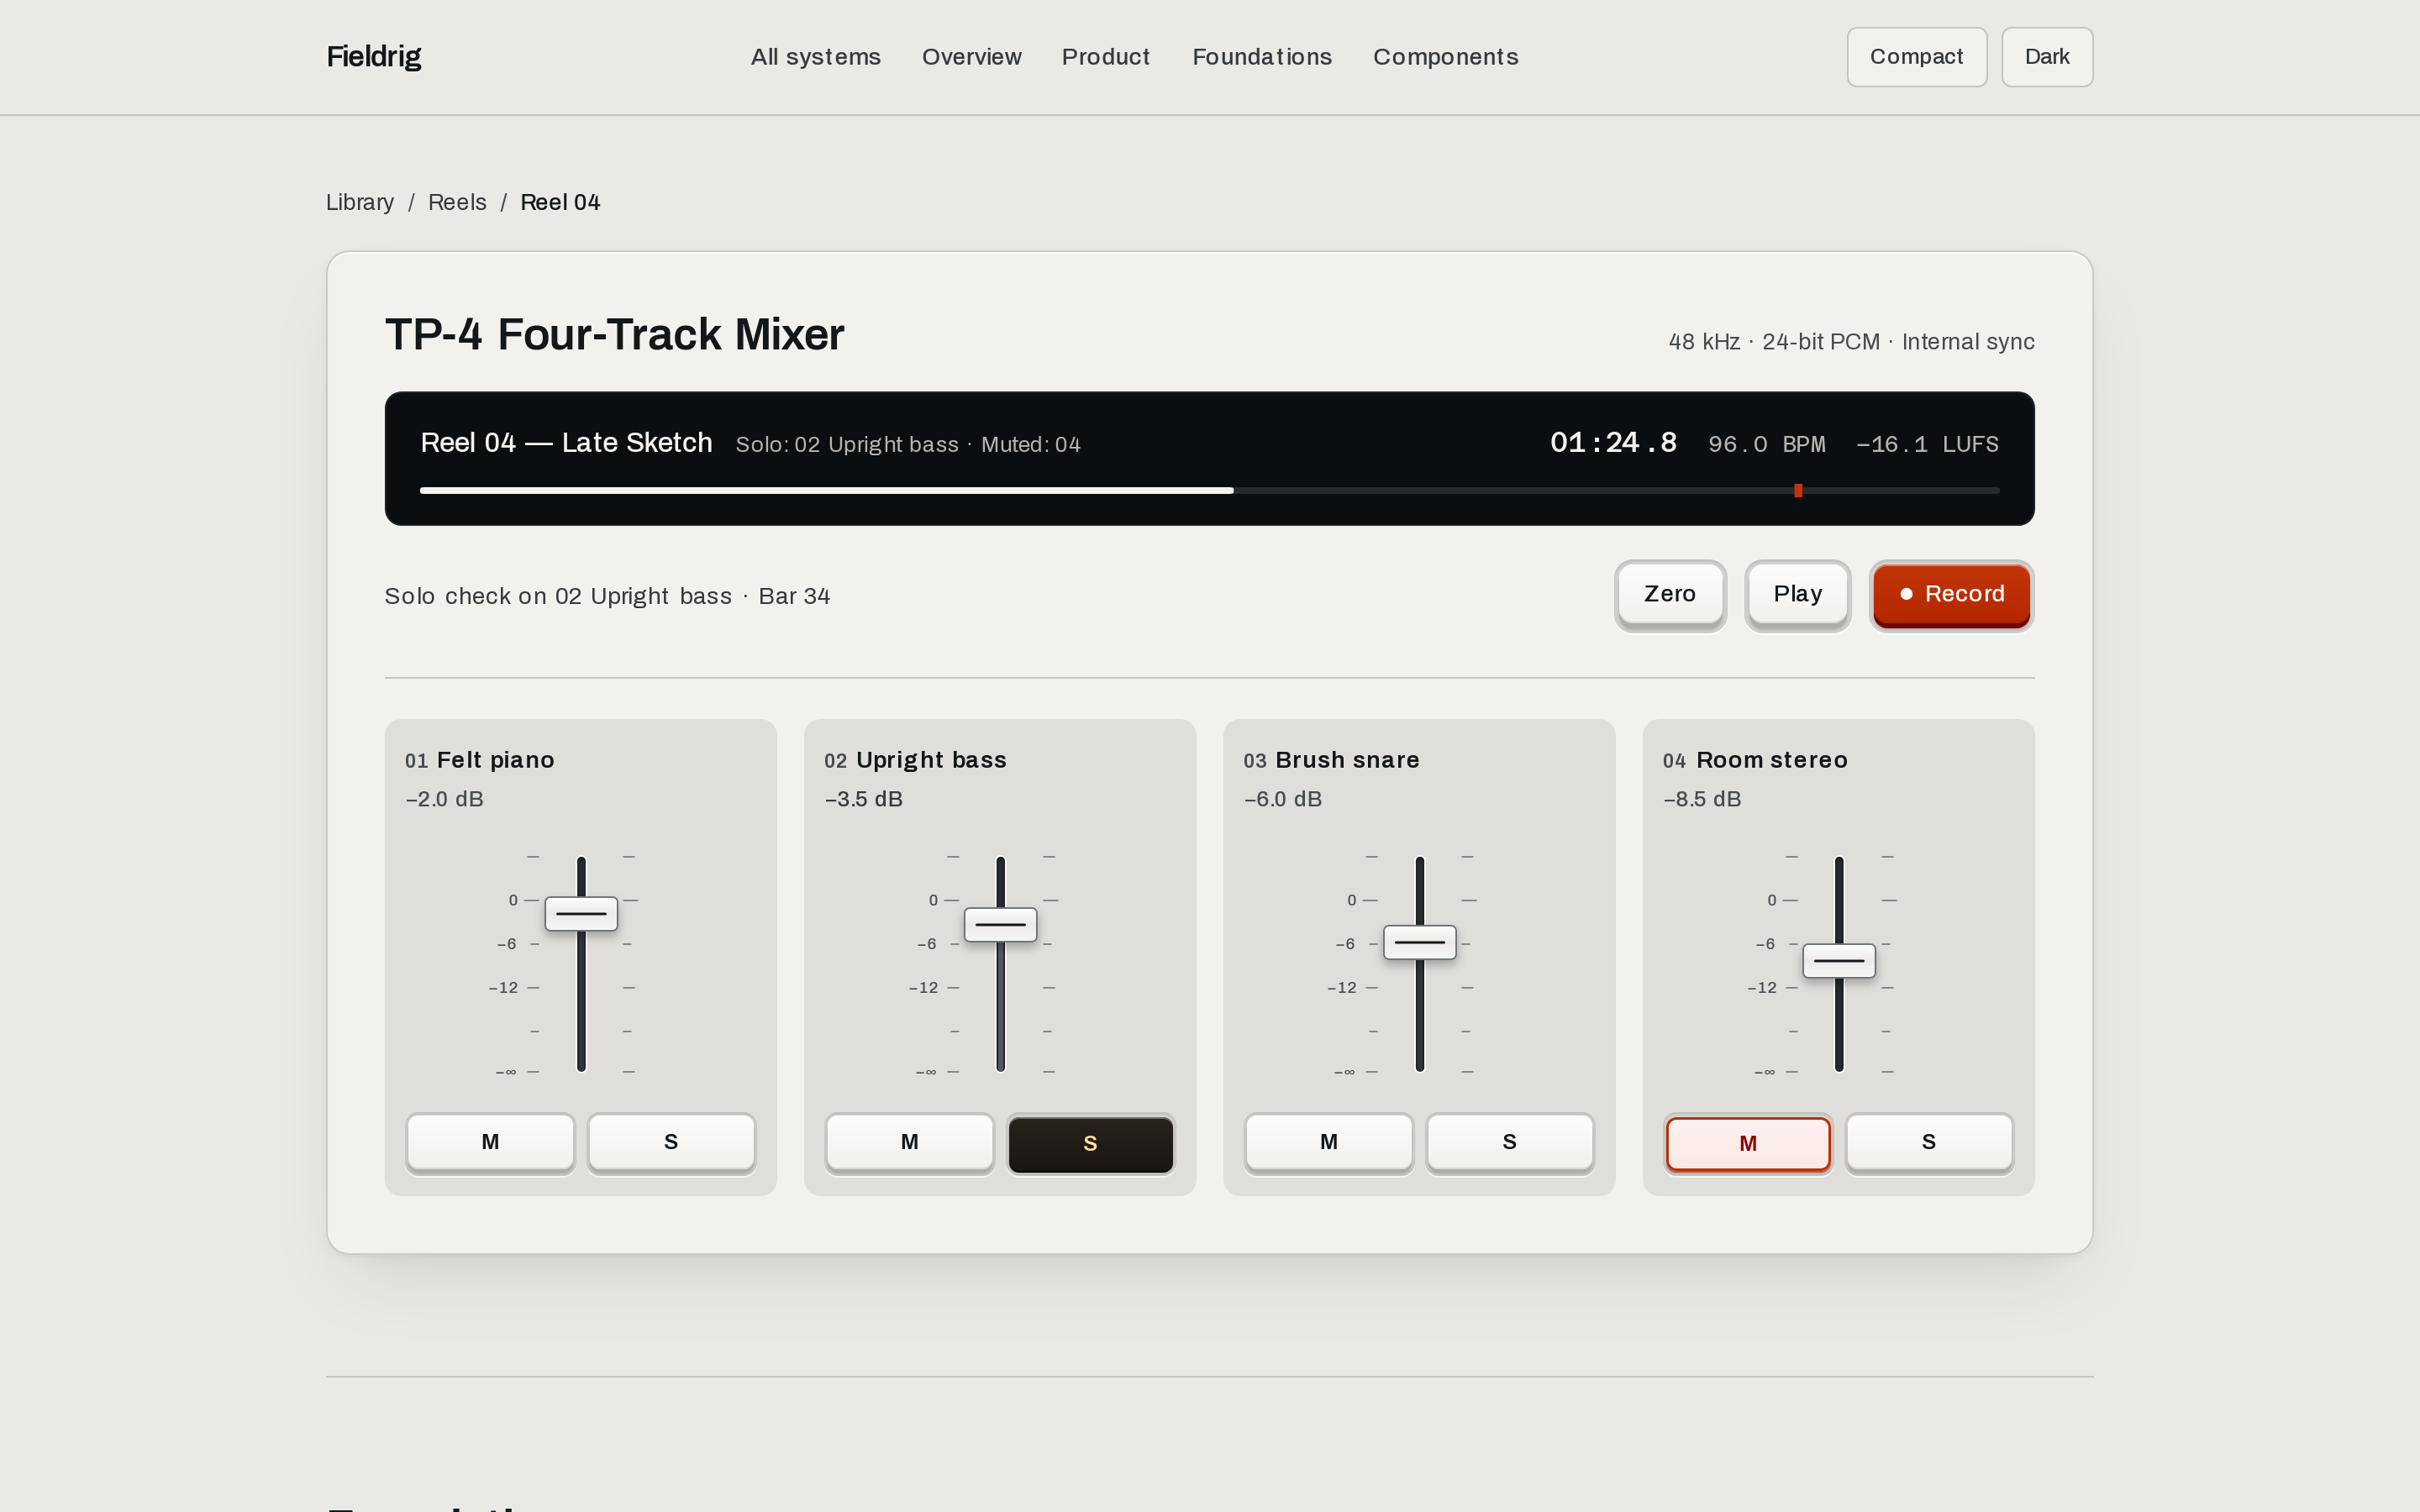 Fieldrig
All systems Overview Product Foundations Components
Compact Dark
Library / Reels / Reel 04
TP-4 Four-Track Mixer
48 kHz · 24-bit PCM · Internal sync
Reel 04 — Late Sketch Solo: 02 Upright bass · Muted: 04
01:24.8 96.0 BPM −16.1 LUFS
Solo check on 02 Upright bass · Bar 34
Zero Play Record
01 Felt piano
−2.0 dB
0
−6
−12
−∞
M S
02 Upright bass
−3.5 dB
0
−6
−12
−∞
M S
03 Brush snare
−6.0 dB
0
−6
−12
−∞
M S
04 Room stereo
−8.5 dB
0
−6
−12
−∞
M S